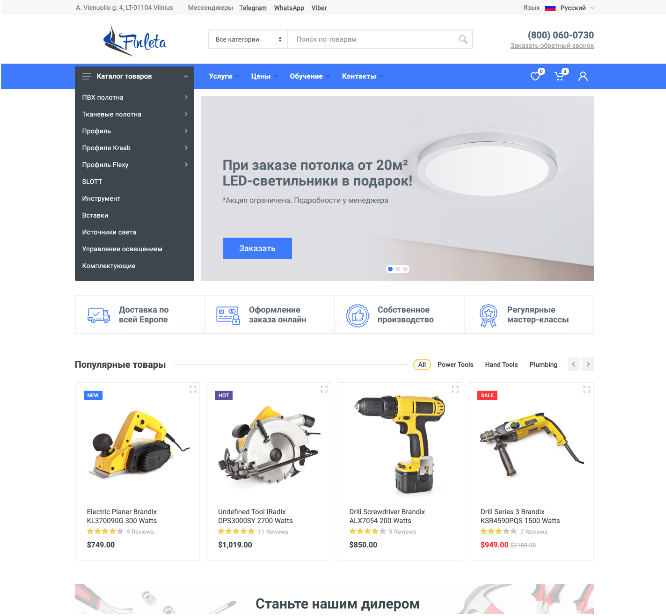 A. Vienuolio g. 4, LT-01104 Vilnius Мессенджеры Telegram WhatsApp Viber Язык Русский
Finleta
Все категории Поиск по товарам
(800) 060-0730
Заказать обратный звонок
Каталог товаров Услуги Цены Обучение Контакты 0 3
ПВХ полотна
Тканевые полотна
Профиль
Профили Kraab
Профиль Flexy
SLOTT
Инструмент
Вставки
Источники света
Управление освещением
Комплектующие
При заказе потолка от 20м²
LED-светильники в подарок!
*Акция ограничена. Подробности у менеджера
Заказать
Доставка по
всей Европе
Оформление
заказа онлайн
Собственное
производство
Регулярные
мастер-классы
Популярные товары All Power Tools Hand Tools Plumbing
NEW
Electric Planer Brandix
KL370090G 300 Watts
9 Reviews
$749.00
HOT
Undefined Tool IRadix
DPS3000SY 2700 Watts
11 Reviews
$1,019.00
Drill Screwdriver Brandix
ALX7054 200 Watts
9 Reviews
$850.00
SALE
Drill Series 3 Brandix
KSR4590PQS 1500 Watts
7 Reviews
$949.00 $1189.00
Станьте нашим дилером